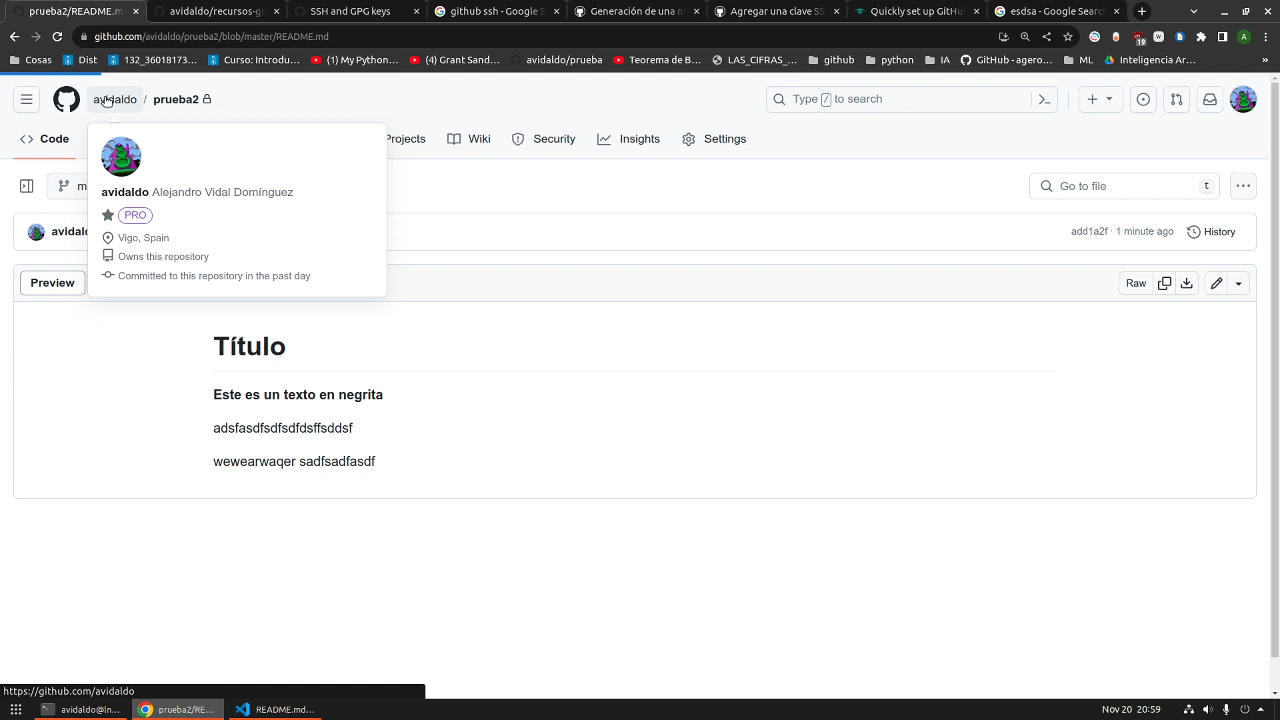 prueba2/README.m
avidaldo/recursos-gi
SSH and GPG keys
github ssh - Google S
Generación de una n
Agregar una clave SS
Quickly set up GitHu
esdsa - Google Searc
github.com/avidaldo/prueba2/blob/master/README.md
19
A
Cosas
Dist
132_36018173...
Curso: Introdu...
(1) My Python...
(4) Grant Sand...
avidaldo/prueba
Teorema de B...
LAS_CIFRAS_...
github
python
IA
GitHub - agero...
ML
Inteligencia Ar...
»
avidaldo / prueba2
Type / to search
Code
Projects
Wiki
Security
Insights
Settings
avidaldo Alejandro Vidal Domínguez
PRO
Vigo, Spain
Owns this repository
Committed to this repository in the past day
m
Go to file
t
avidal
add1a2f · 1 minute ago
History
Preview
Raw
Título
Este es un texto en negrita
adsfasdfsdfsdfdsffsddsf
wewearwaqer sadfsadfasdf
https://github.com/avidaldo
avidaldo@ln...
prueba2/RE...
README.md...
Nov 20 20:59